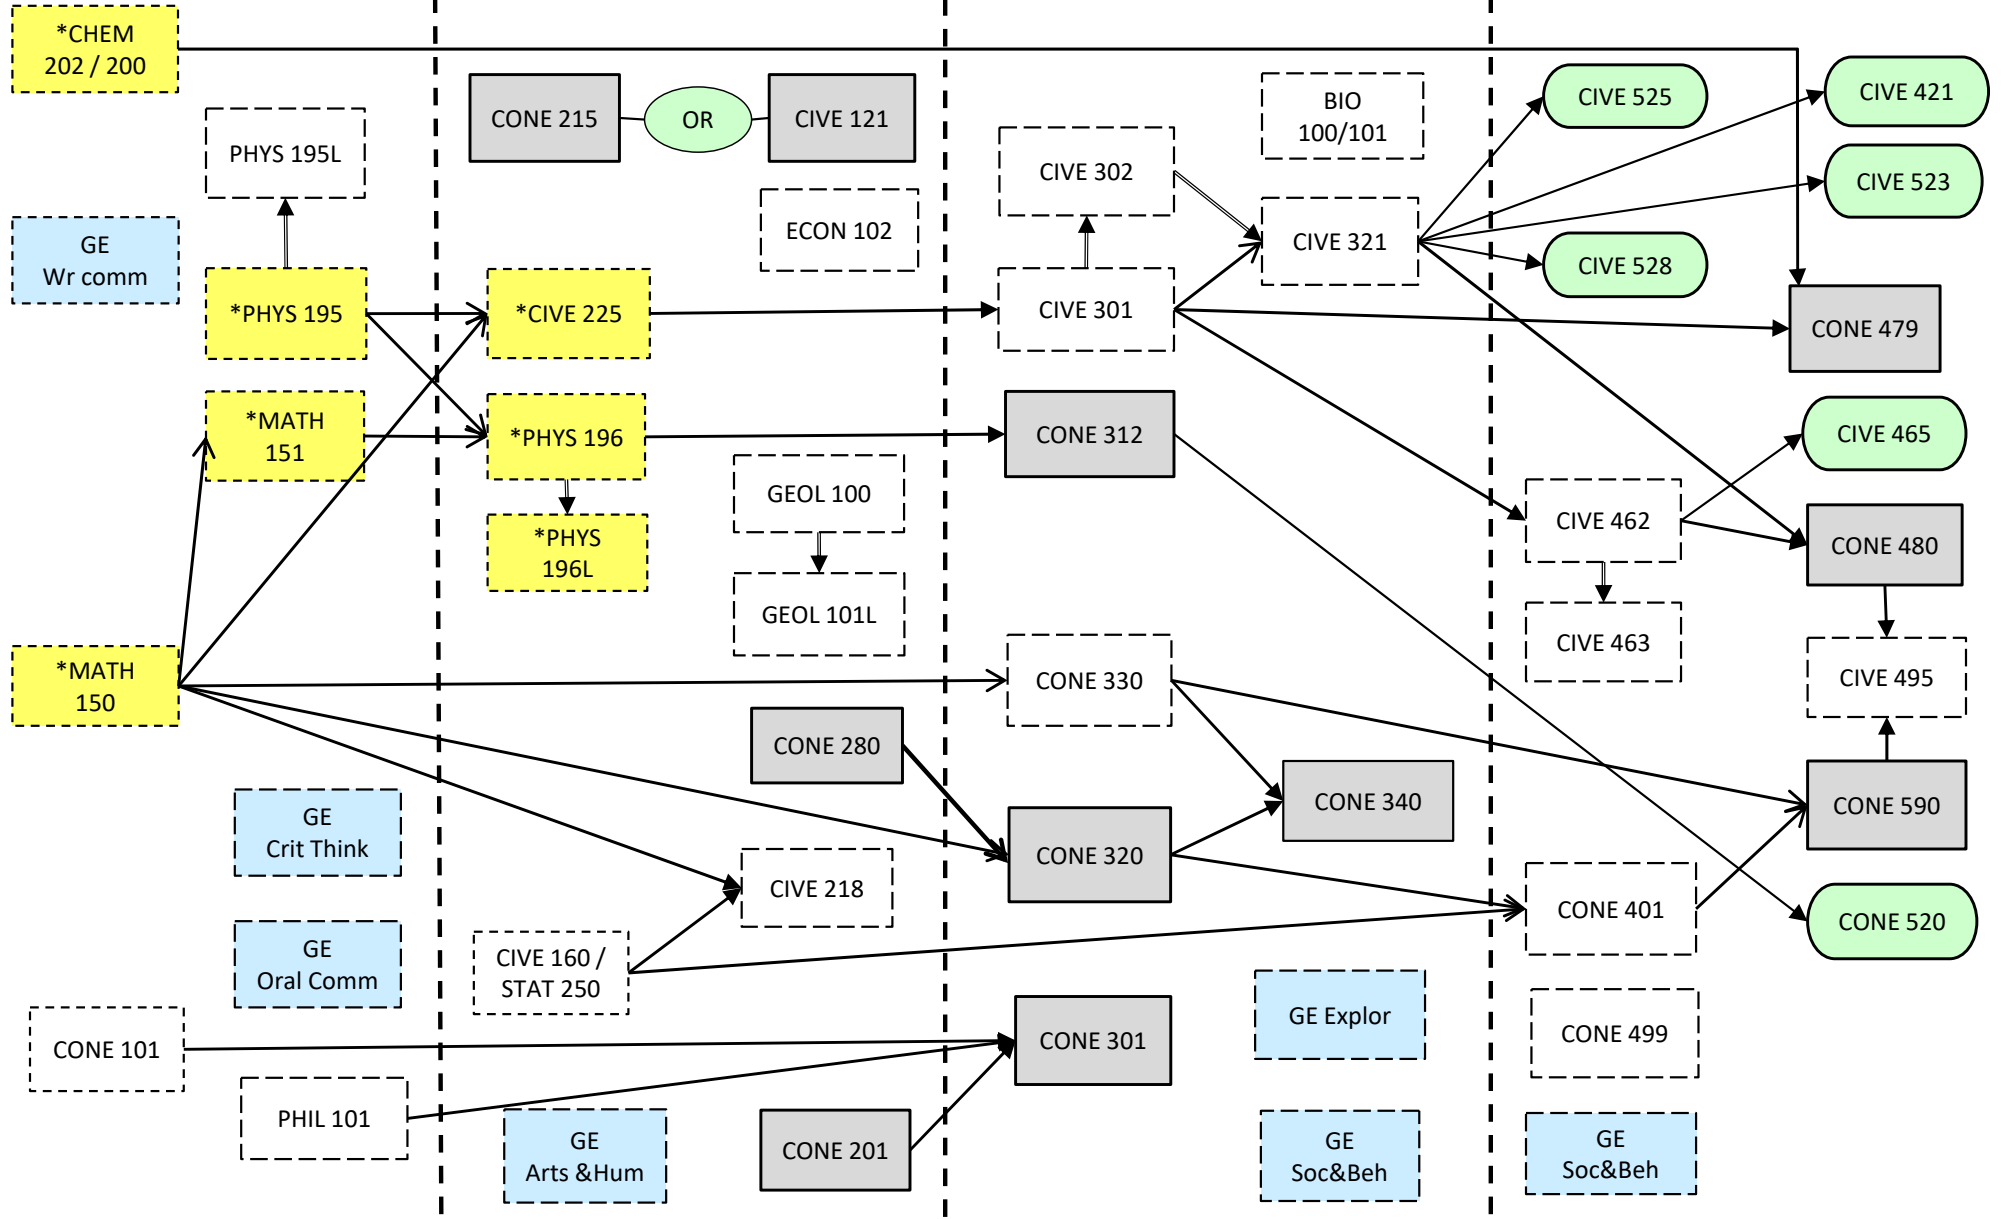 *CHEM
202 / 200
PHYS 195L
GE
Wr comm
*PHYS 195
*MATH
151
*MATH
150
GE
Crit Think
GE
Oral Comm
CONE 101
PHIL 101
CONE 215
OR
CIVE 121
ECON 102
*CIVE 225
*PHYS 196
*PHYS
196L
GEOL 100
GEOL 101L
CONE 280
CIVE 218
CIVE 160 /
STAT 250
GE
Arts &Hum
CONE 201
BIO
100/101
CIVE 302
CIVE 321
CIVE 301
CONE 312
CONE 330
CONE 340
CONE 320
CONE 301
GE Explor
GE
Soc&Beh
CIVE 525
CIVE 421
CIVE 523
CIVE 528
CONE 479
CIVE 465
CIVE 462
CONE 480
CIVE 463
CIVE 495
CONE 590
CONE 401
CONE 520
CONE 499
GE
Soc&Beh